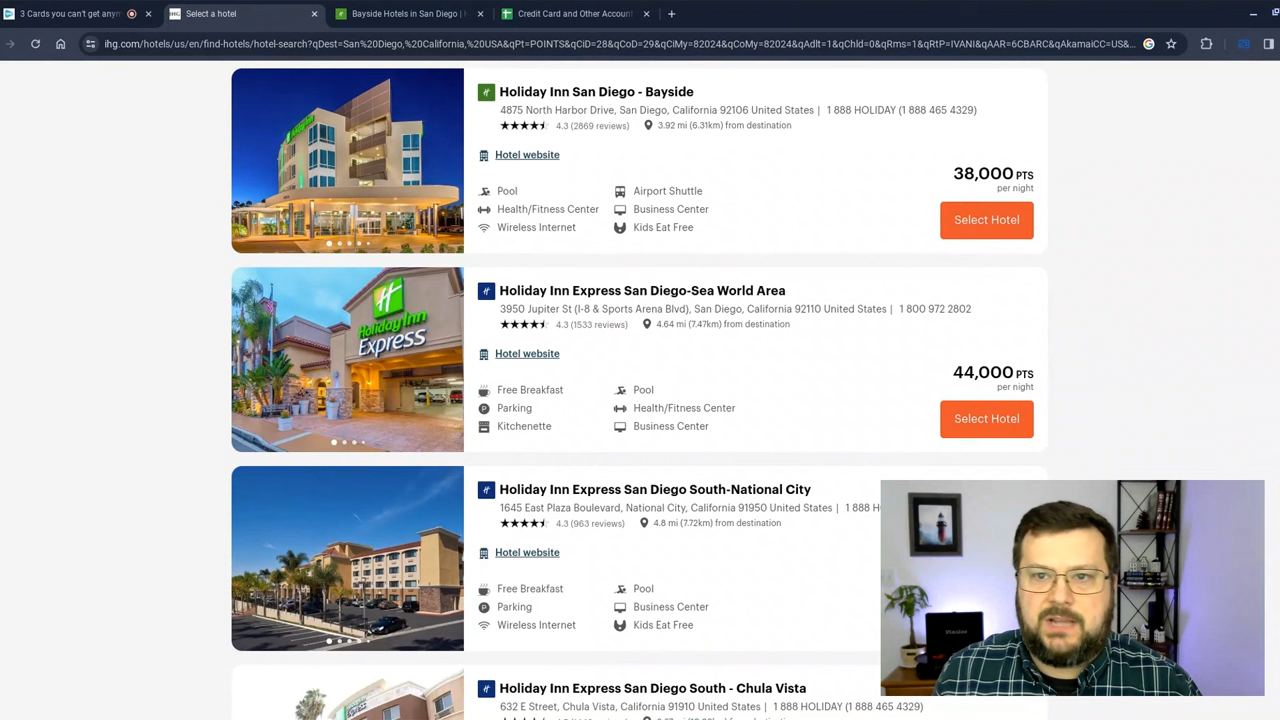 3 Cards you can't get anym
Select a hotel
Bayside Hotels in San Diego | H
Credit Card and Other Accoun
ihg.com/hotels/us/en/find-hotels/hotel-search?qDest=San%20Diego,%20California,%20USA&qPt=POINTS&qCiD=28&qCoD=29&qCiMy=82024&qCoMy=82024&qAdlt=1&qChld=0&qRms=1&qRtP=IVANI&qAAR=6CBARC&qAkamaiCC=US&...
Holiday Inn San Diego - Bayside
4875 North Harbor Drive, San Diego, California 92106 United States | 1 888 HOLIDAY (1 888 465 4329)
4.3 (2869 reviews) 3.92 mi (6.31km) from destination
Hotel website
38,000 PTS
per night
Pool Airport Shuttle
Health/Fitness Center Business Center
Wireless Internet Kids Eat Free
Select Hotel
Holiday Inn
Express
Holiday Inn Express San Diego-Sea World Area
3950 Jupiter St (I-8 & Sports Arena Blvd), San Diego, California 92110 United States | 1 800 972 2802
4.3 (1533 reviews) 4.64 mi (7.47km) from destination
Hotel website
44,000 PTS
per night
Free Breakfast Pool
Parking Health/Fitness Center
Kitchenette Business Center
Select Hotel
Holiday Inn Express San Diego South-National City
1645 East Plaza Boulevard, National City, California 91950 United States | 1 888 H
4.3 (963 reviews) 4.8 mi (7.72km) from destination
Hotel website
Free Breakfast Pool
Parking Business Center
Wireless Internet Kids Eat Free
Holiday Inn Express San Diego South - Chula Vista
632 E Street, Chula Vista, California 91910 United States | 1 888 HOLIDAY (1 888 465 4329)